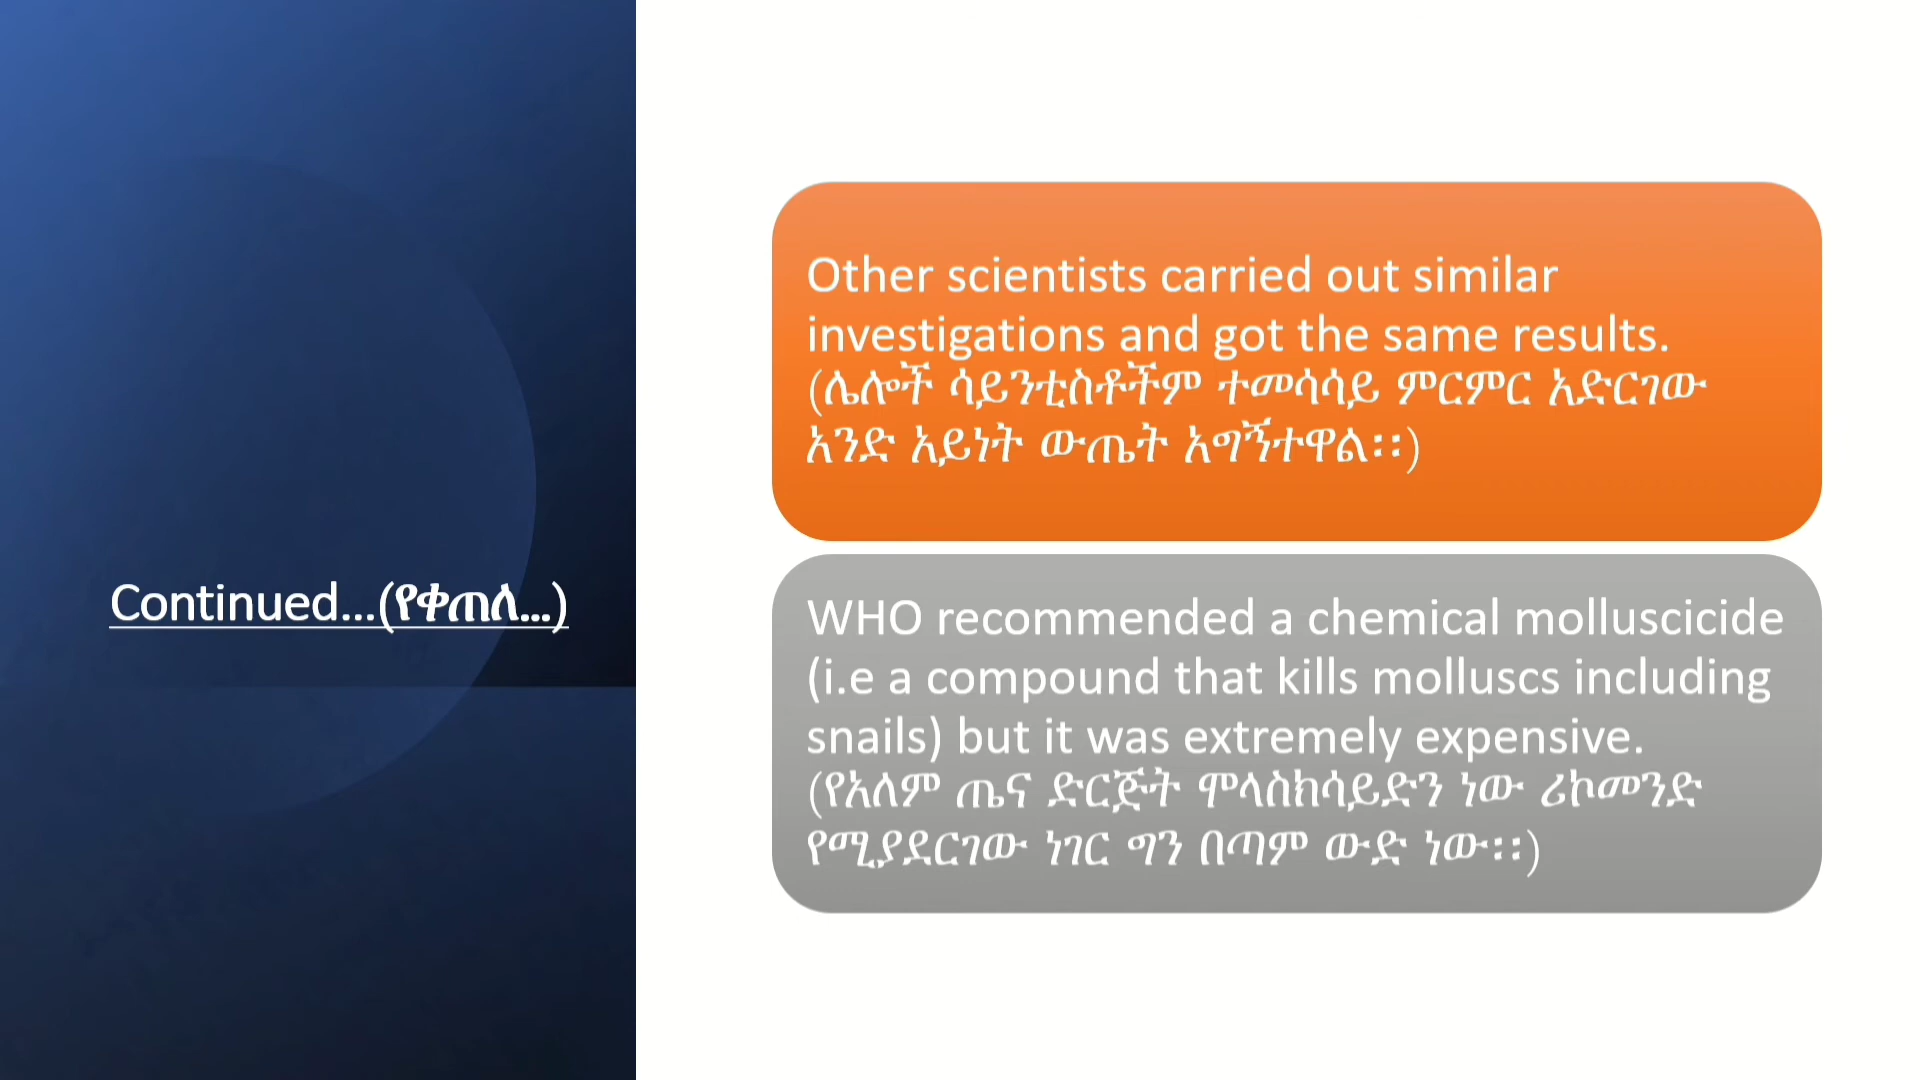 Continued...(የቀጠለ...)
Other scientists carried out similar
investigations and got the same results.
(ሌሎች ሳይንቲስቶችም ተመሳሳይ ምርምር አድርገው
አንድ አይነት ውጤት አግኝተዋል፡፡)
WHO recommended a chemical molluscicide
(i.e a compound that kills molluscs including
snails) but it was extremely expensive.
(የአለም ጤና ድርጅት ሞላስክሳይድን ነው ሪኮመንድ
የሚያደርገው ነገር ግን በጣም ውድ ነው፡፡)